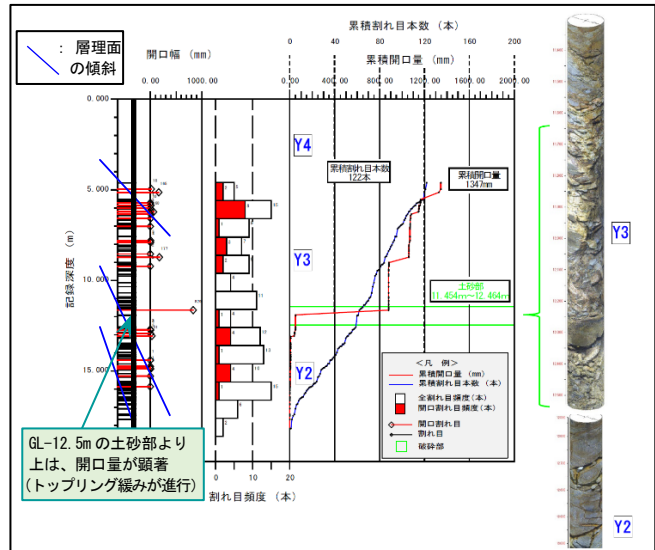 ： 層理面
の傾斜
開口幅 (mm)
0.00 1000.00
累積割れ目本数 (本)
0 40 80 120 160 200
累積開口量 (mm)
0.00 400.00 800.00 1200.00 1600.00 2000.00
0.000
5.000
10.000
15.000
記録深度 (m)
Y4
Y3
Y2
累積割れ目本数
122本
累積開口量
1347mm
土砂部
11.454m～12.464m
＜凡 例＞
累積開口量 (mm)
累積割れ目本数 (本)
全割れ目頻度(本)
開口割れ目頻度(本)
開口割れ目
割れ目
破砕部
GL-12.5mの土砂部より
上は、開口量が顕著
(トップリング緩みが進行)
0 10 20
割れ目頻度 (本)
Y3
Y2